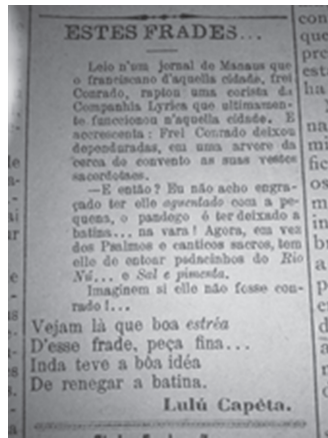 ESTES FRADES...
Leio n'um jornal de Manaus que
o franciscano d'aquella cidade, frei
Conrado, raptou uma corista da
Companhia Lyrica que ultimamen-
te funccionou n'aquella cidade. E
accrescenta: Frei Conrado deixou
dependuradas, em uma arvore da
cerca do convento as suas vestes
sacerdotaes.
—E então? Eu não acho engra-
çado ter elle aguentado com a pe-
quena, o pandego é ter deixado a
batina... na vara! Agora, em vez
dos Psalmos e canticos sacros, tem
elle de entoar pedacinhos do Rio
Nú... e Sal e pimenta.
Imaginem si elle não fosse con-
rado!...
Vejam là que boa estréa
D'esse frade, peça fina...
Inda teve a bôa idéa
De renegar a batina.
Lulú Capéta.